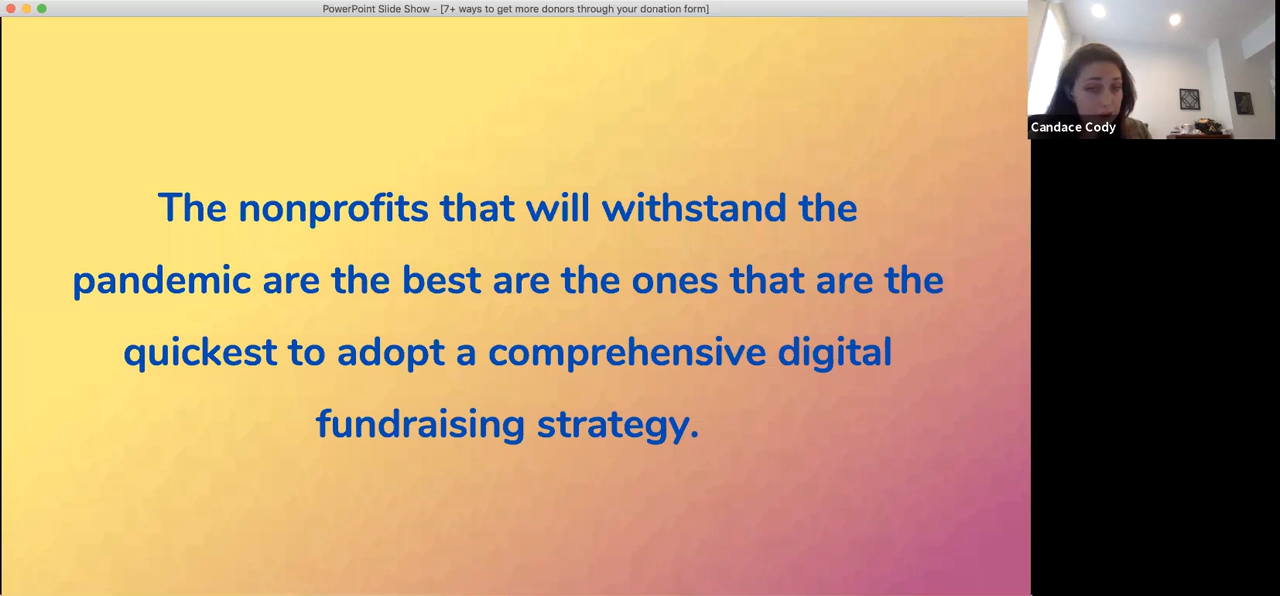 PowerPoint Slide Show - [7+ ways to get more donors through your donation form]
The nonprofits that will withstand the
pandemic are the best are the ones that are the
quickest to adopt a comprehensive digital
fundraising strategy.
Candace Cody